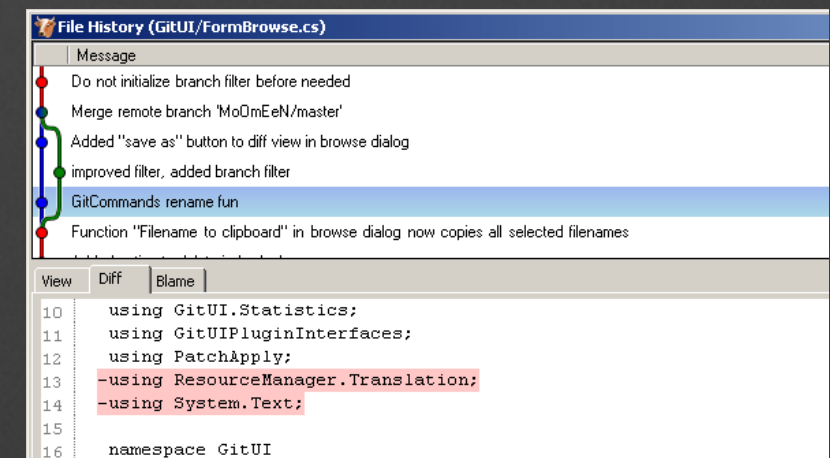 File History (GitUI/FormBrowse.cs)
Message
Do not initialize branch filter before needed
Merge remote branch 'MoOmEeN/master'
Added "save as" button to diff view in browse dialog
improved filter, added branch filter
GitCommands rename fun
Function "Filename to clipboard" in browse dialog now copies all selected filenames
View Diff Blame
10 using GitUI.Statistics;
11 using GitUIPluginInterfaces;
12 using PatchApply;
13 -using ResourceManager.Translation;
14 -using System.Text;
15
16 namespace GitUI